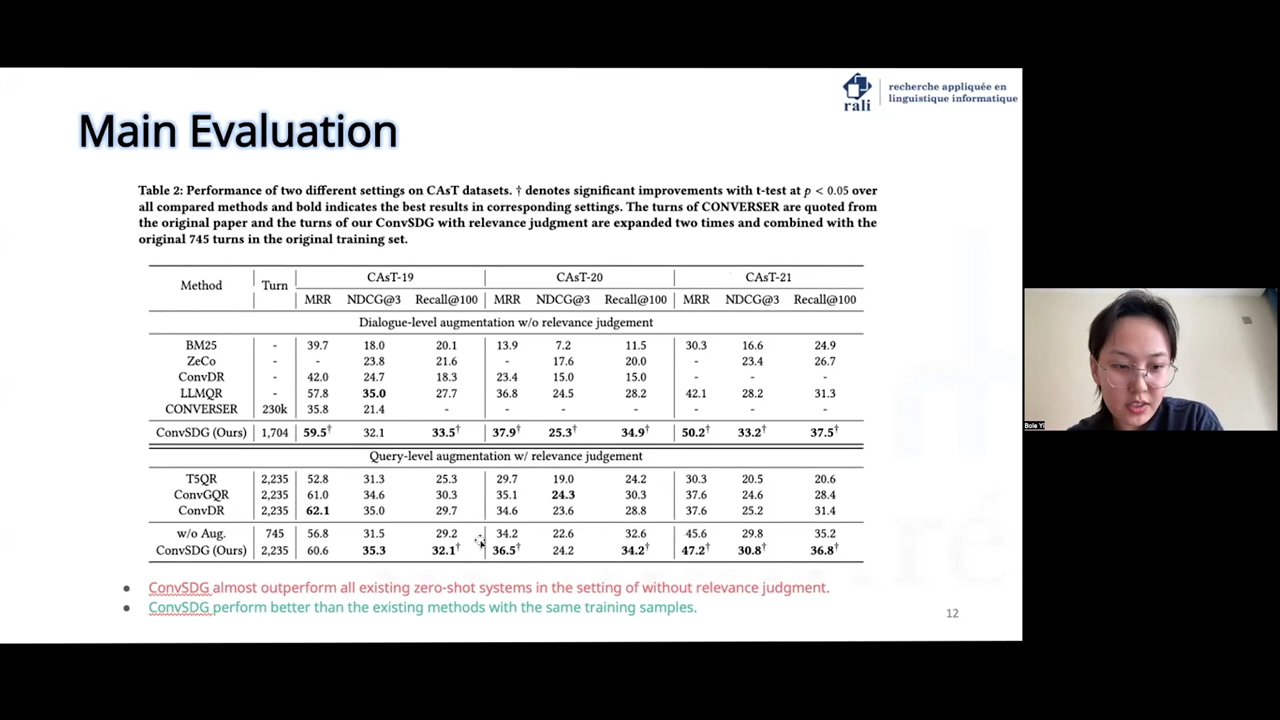 rali
recherche appliquée en
linguistique informatique
Main Evaluation
Table 2: Performance of two different settings on CAsT datasets. † denotes significant improvements with t-test at p < 0.05 over
all compared methods and bold indicates the best results in corresponding settings. The turns of CONVERSER are quoted from
the original paper and the turns of our ConvSDG with relevance judgment are expanded two times and combined with the
original 745 turns in the original training set.
Method Turn CAsT-19 CAsT-20 CAsT-21
MRR NDCG@3 Recall@100 MRR NDCG@3 Recall@100 MRR NDCG@3 Recall@100
Dialogue-level augmentation w/o relevance judgement
BM25 - 39.7 18.0 20.1 13.9 7.2 11.5 30.3 16.6 24.9
ZeCo - - 23.8 21.6 - 17.6 20.0 - 23.4 26.7
ConvDR - 42.0 24.7 18.3 23.4 15.0 15.0 - - -
LLMQR - 57.8 35.0 27.7 36.8 24.5 28.2 42.1 28.2 31.3
CONVERSER 230k 35.8 21.4 - - - - - - -
ConvSDG (Ours) 1,704 59.5† 32.1 33.5† 37.9† 25.3† 34.9† 50.2† 33.2† 37.5†
Query-level augmentation w/ relevance judgement
T5QR 2,235 52.8 31.3 25.3 29.7 19.0 24.2 30.3 20.5 20.6
ConvGQR 2,235 61.0 34.6 30.3 35.1 24.3 30.3 37.6 24.6 28.4
ConvDR 2,235 62.1 35.0 29.7 34.6 23.6 28.8 37.6 25.2 31.4
w/o Aug. 745 56.8 31.5 29.2 34.2 22.6 32.6 45.6 29.8 35.2
ConvSDG (Ours) 2,235 60.6 35.3 32.1† 36.5† 24.2 34.2† 47.2† 30.8† 36.8†
• ConvSDG almost outperform all existing zero-shot systems in the setting of without relevance judgment.
• ConvSDG perform better than the existing methods with the same training samples.
12
Bole Yi